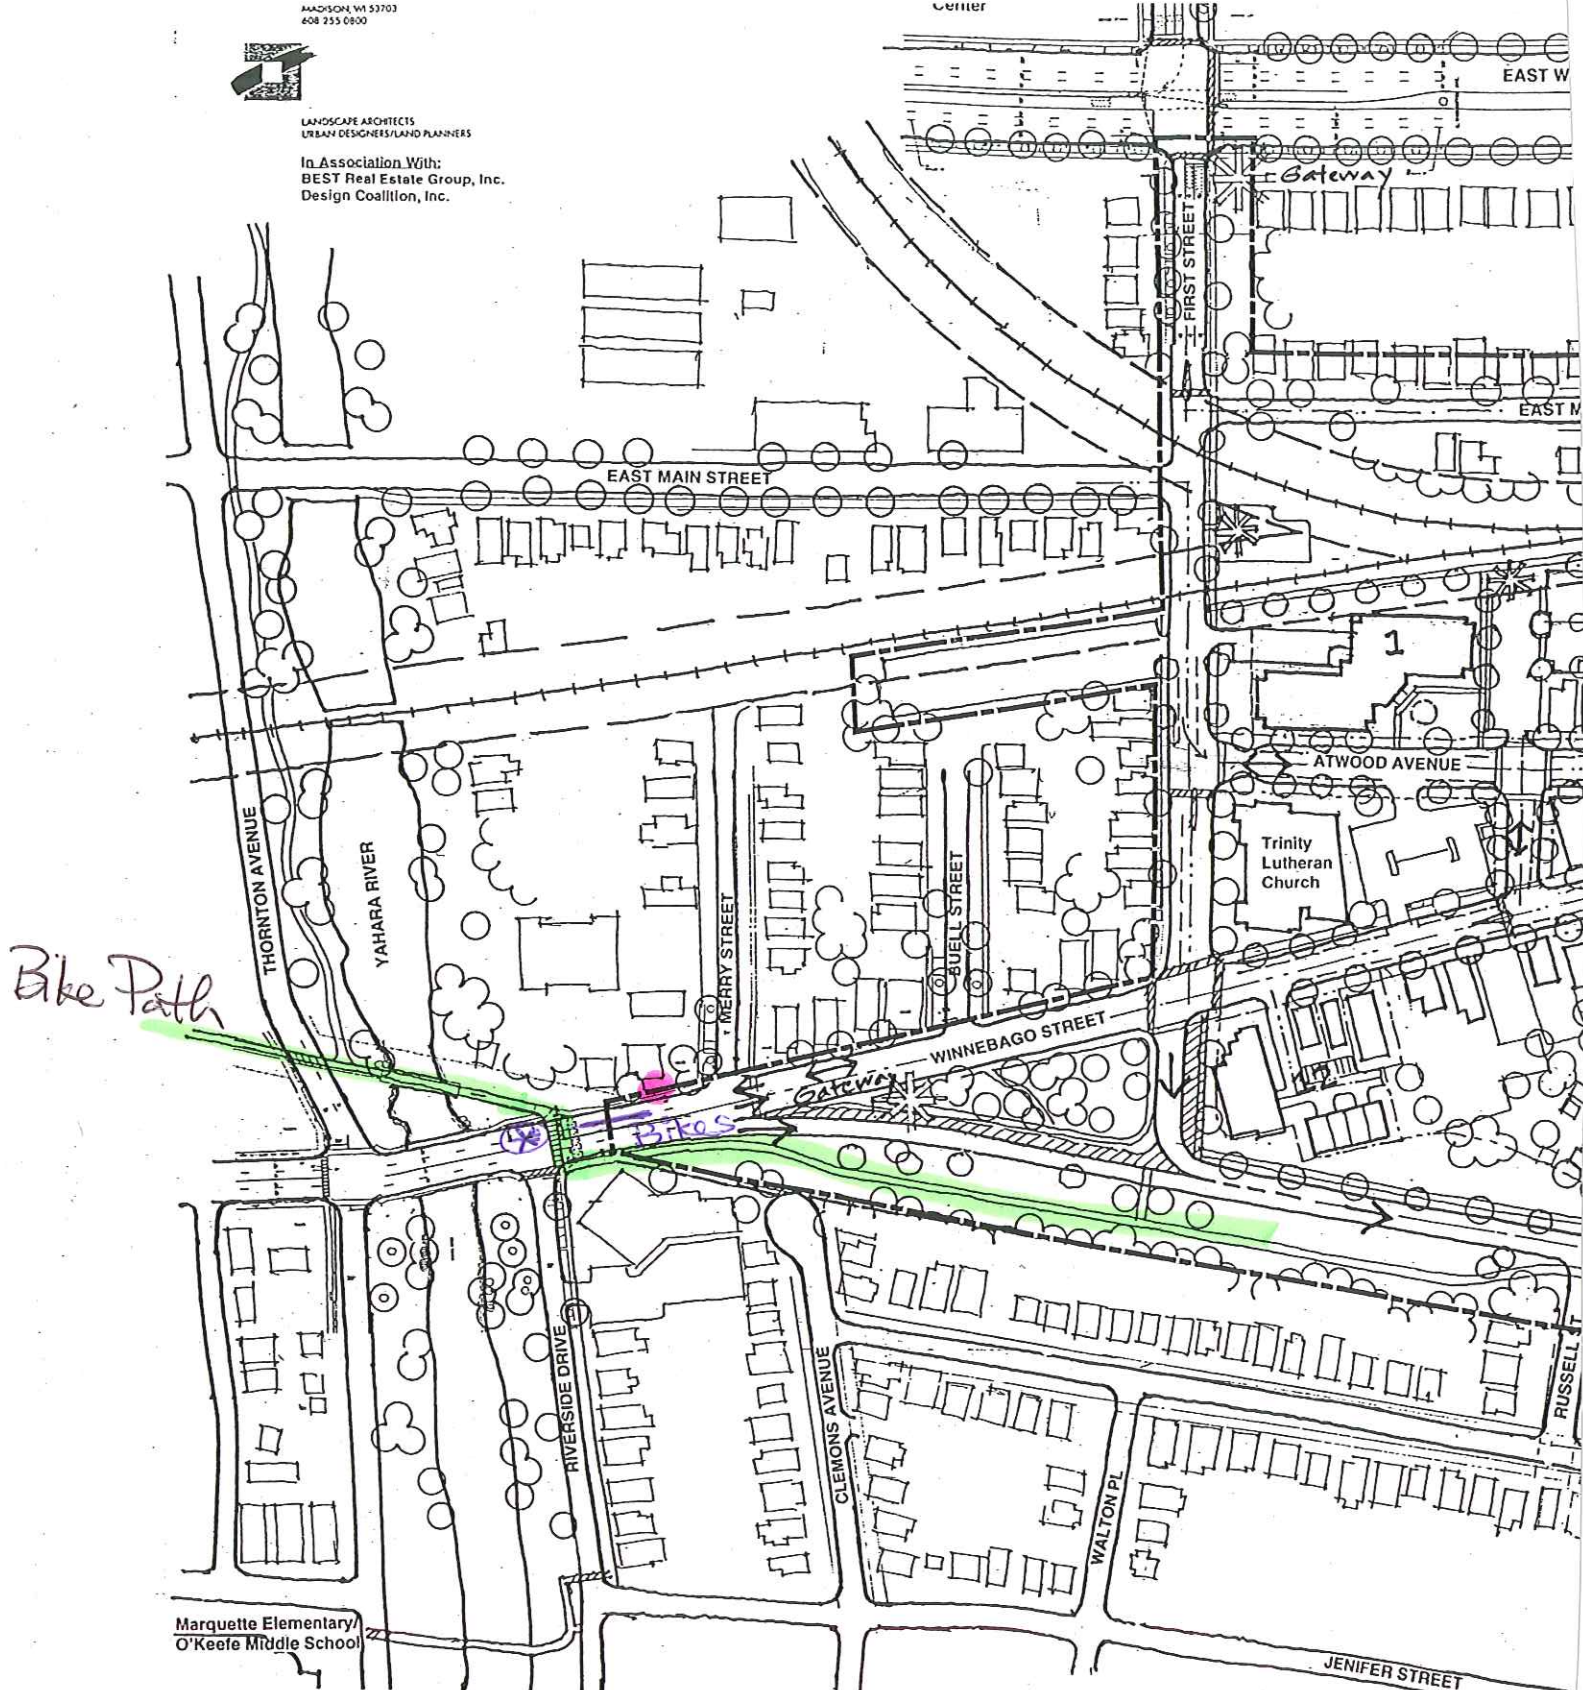 MADISON, WI 53703
608 255 0800
Center
LANDSCAPE ARCHITECTS
URBAN DESIGNERS/LAND PLANNERS
In Association With:
BEST Real Estate Group, Inc.
Design Coalition, Inc.
EAST W
Gateway
FIRST STREET
EAST M
EAST MAIN STREET
1
ATWOOD AVENUE
Trinity
Lutheran
Church
THORNTON AVENUE
YAHARA RIVER
MERRY STREET
BUELL STREET
Bike Path
WINNEBAGO STREET
Gateway
Bikes
RIVERSIDE DRIVE
CLEMONS AVENUE
WALTON PL
RUSSELL
Marquette Elementary/
O'Keefe Middle School
JENIFER STREET